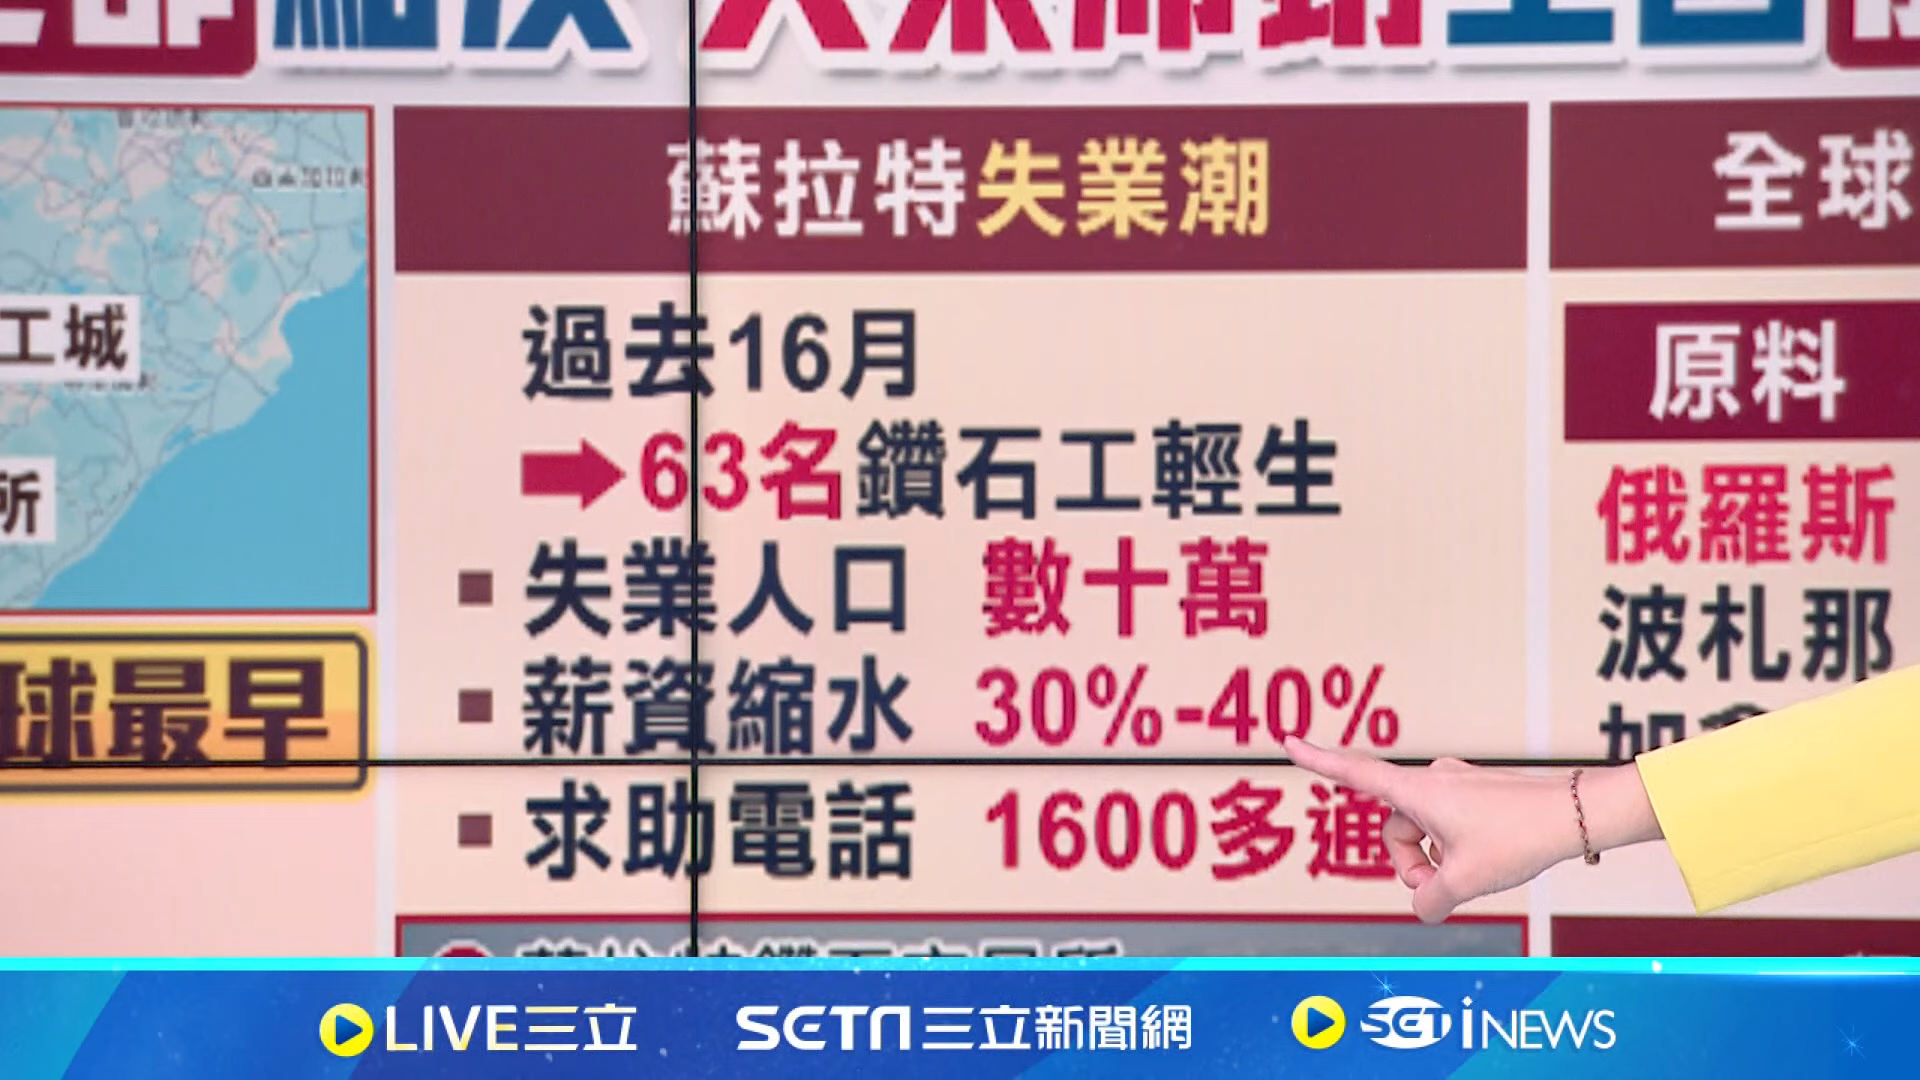 蘇拉特失業潮
過去16月
63名鑽石工輕生
失業人口 數十萬
薪資縮水 30%-40%
求助電話 1600多通
全球
原料
俄羅斯
波札那
工城
所
球最早
LIVE三立
SETN三立新聞網
SET iNEWS